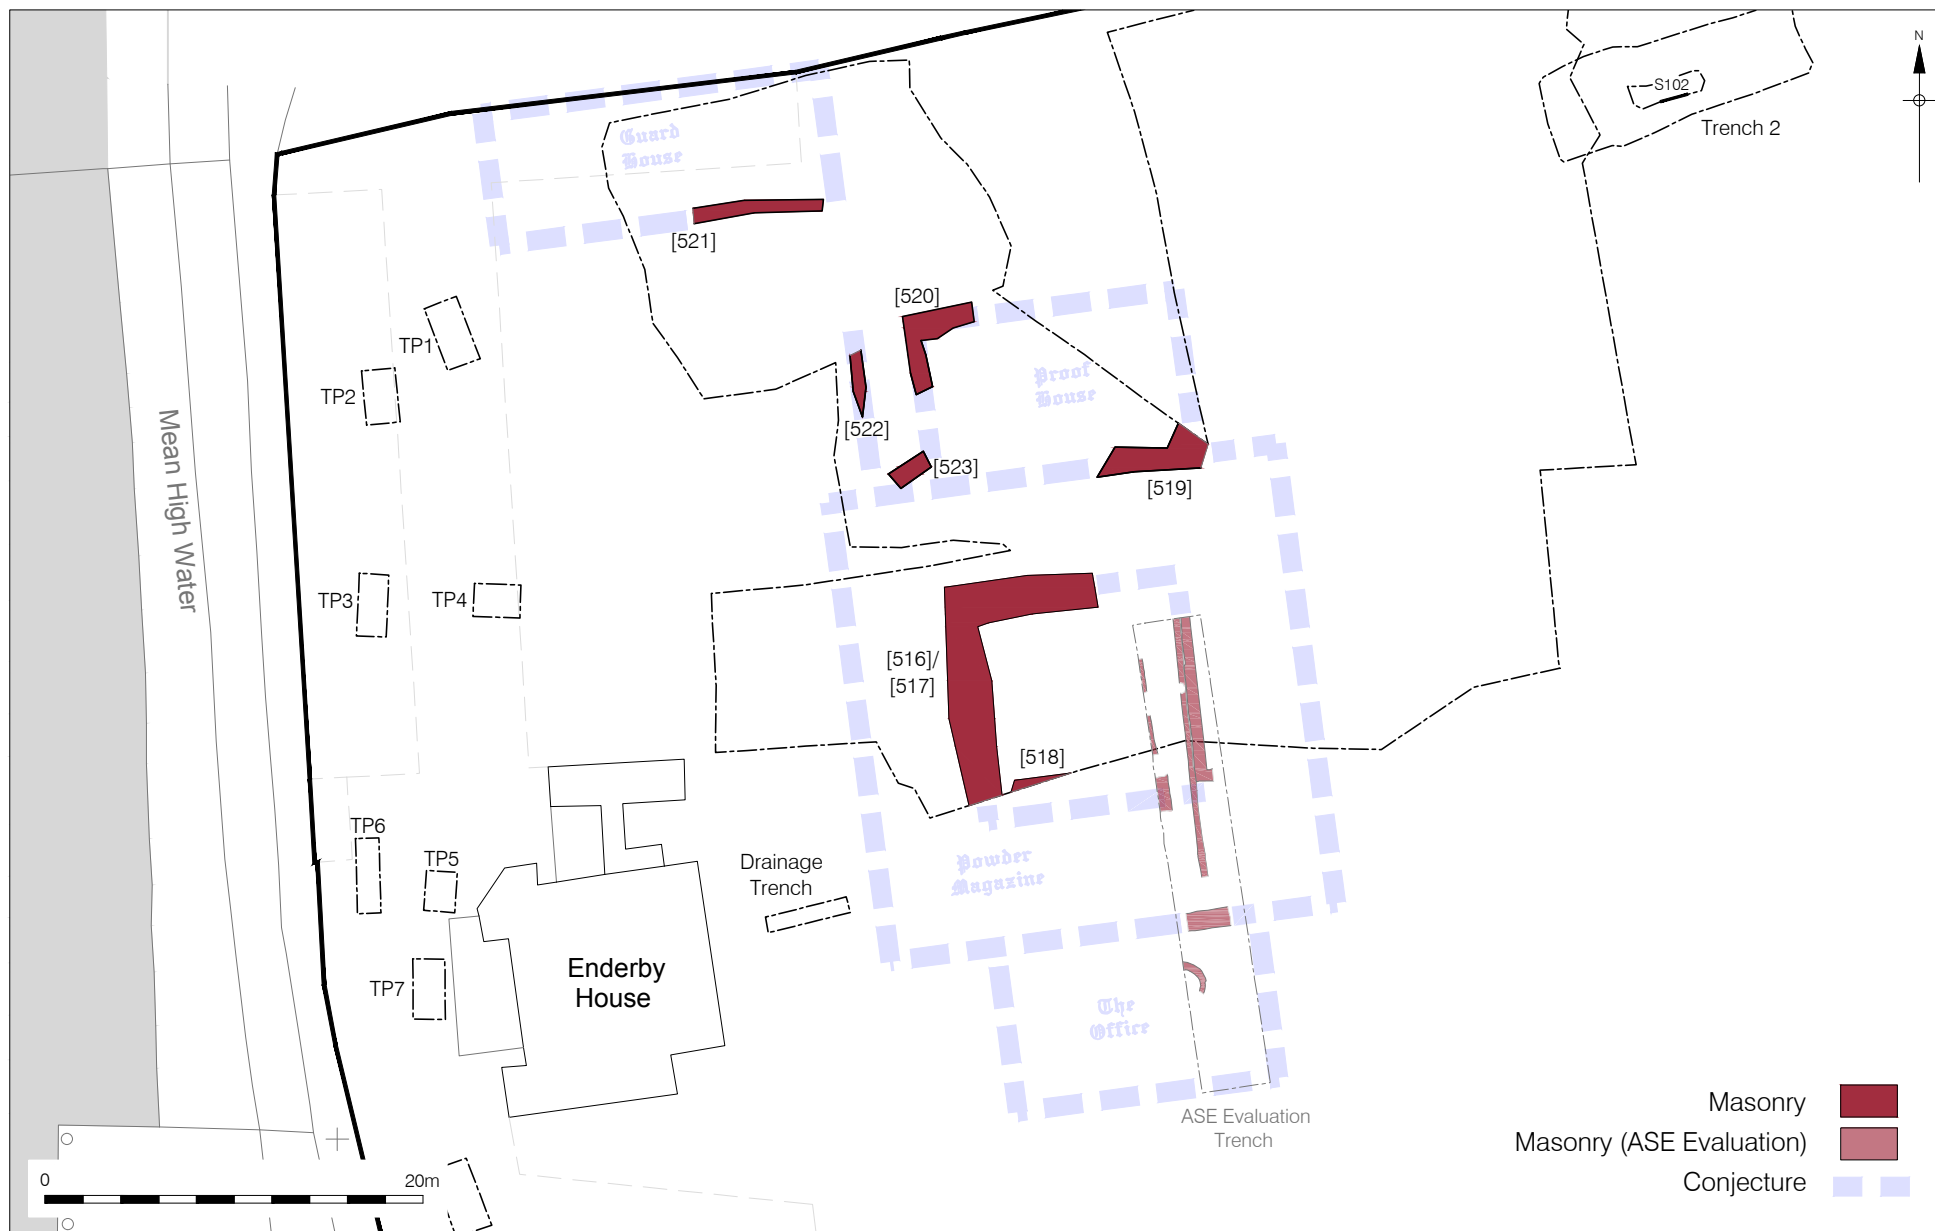 N
S102
Trench 2
Guard
House
[521]
[520]
TP1
Proof
House
TP2
[522]
[523]
[519]
Mean High Water
TP3
TP4
[516]/
[517]
[518]
TP6
TP5
Drainage
Trench
Powder
Magazine
TP7
Enderby
House
The
Office
ASE Evaluation
Trench
Masonry
Masonry (ASE Evaluation)
Conjecture
0
20m